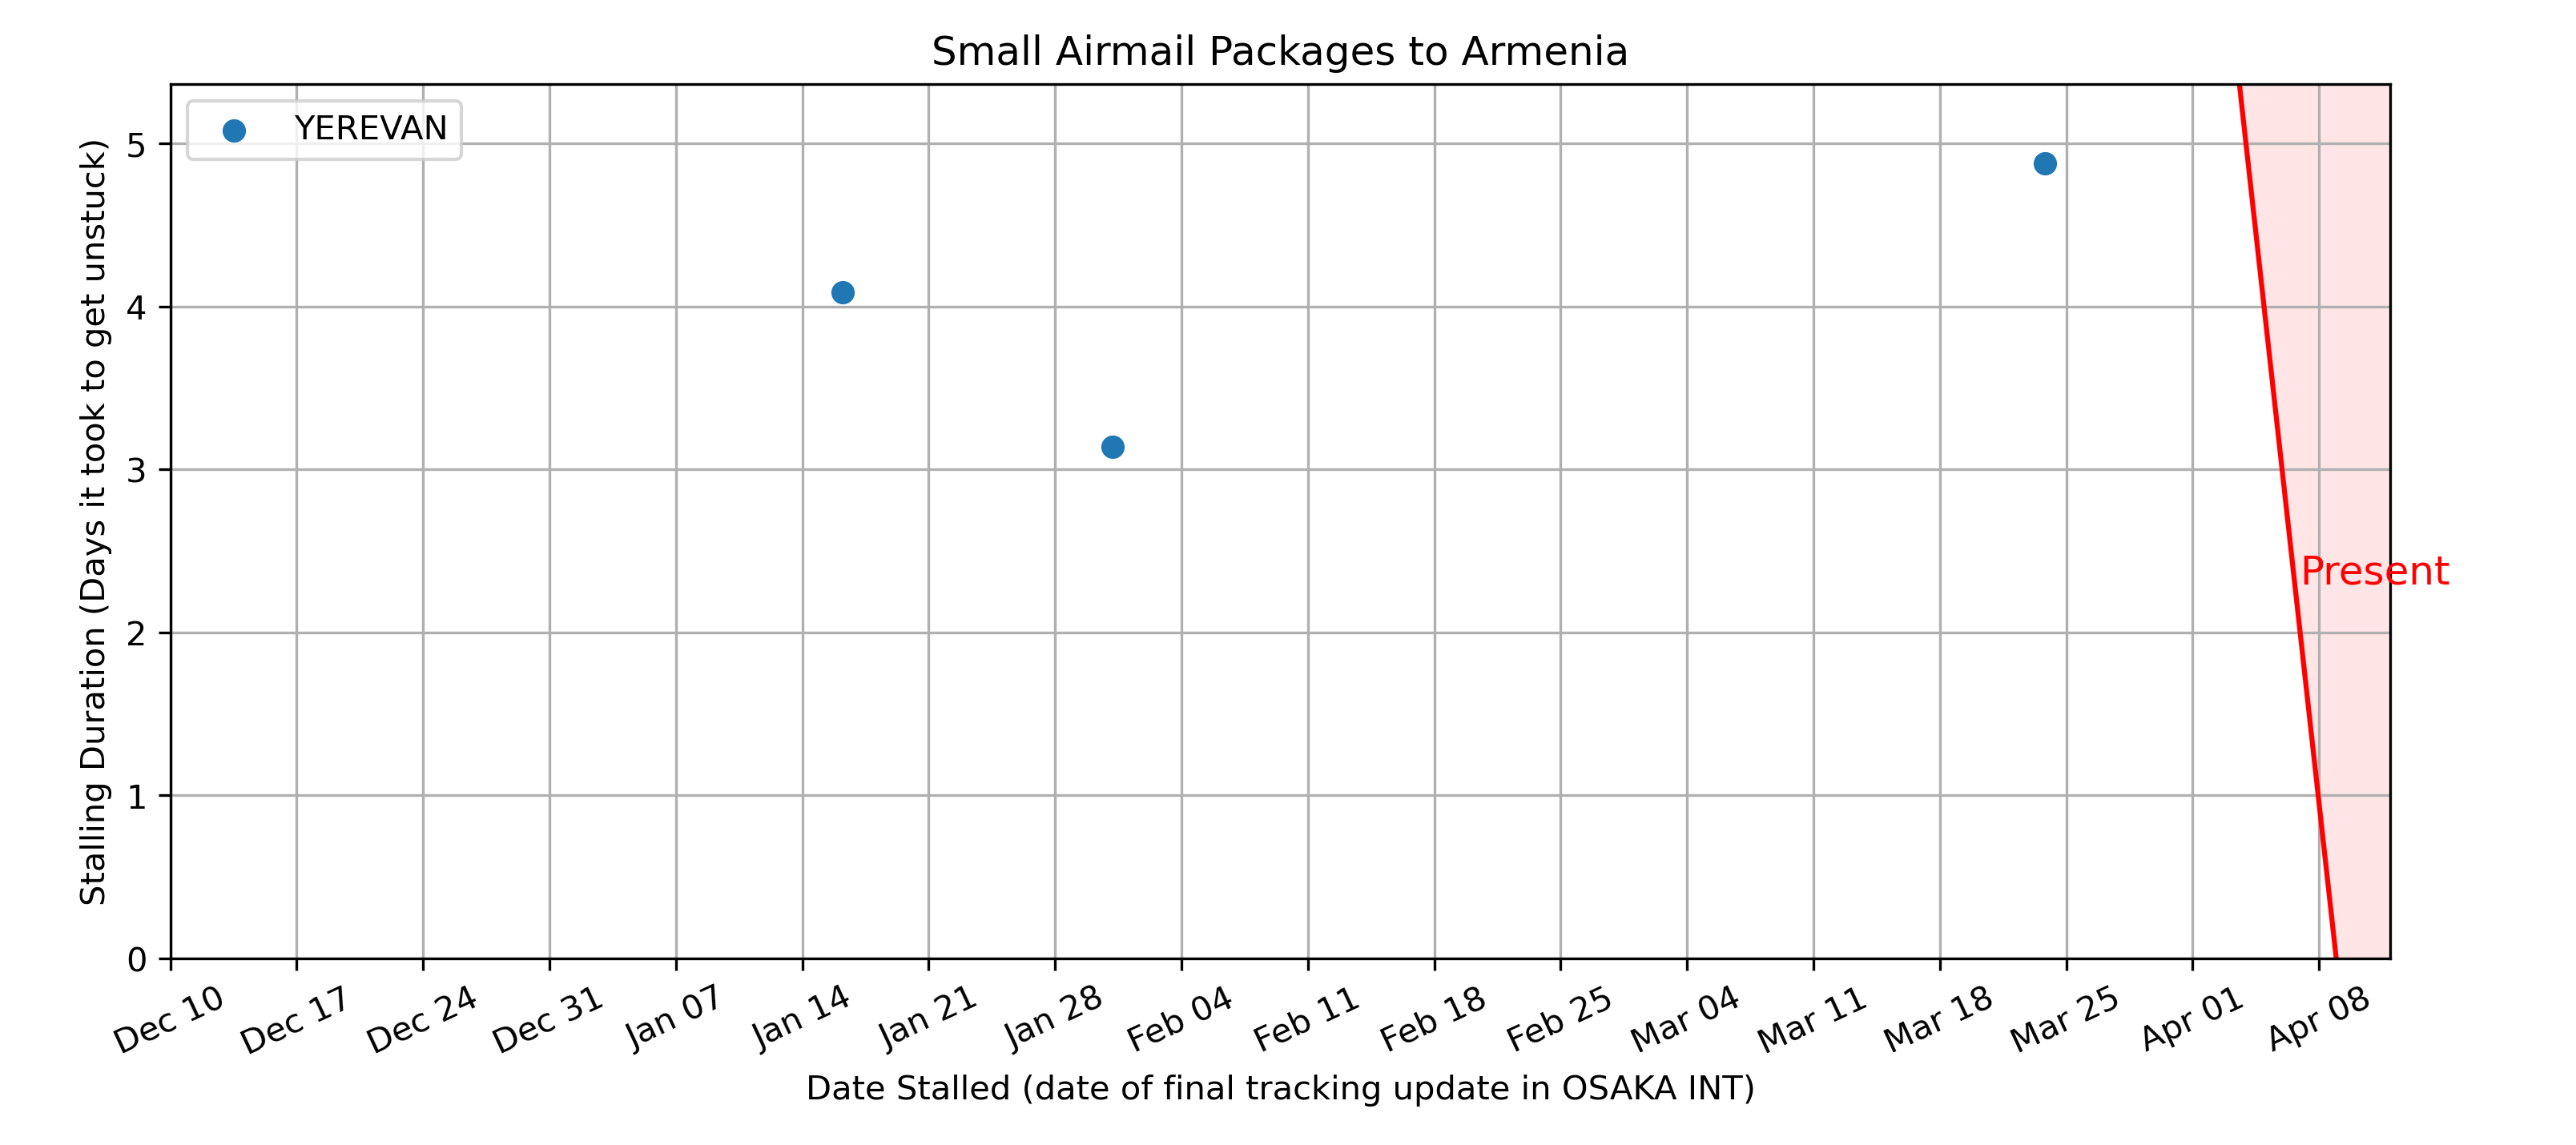 Small Airmail Packages to Armenia
YEREVAN
Stalling Duration (Days it took to get unstuck)
5
4
3
2
1
0
Present
Dec 10 Dec 17 Dec 24 Dec 31 Jan 07 Jan 14 Jan 21 Jan 28 Feb 04 Feb 11 Feb 18 Feb 25 Mar 04 Mar 11 Mar 18 Mar 25 Apr 01 Apr 08
Date Stalled (date of final tracking update in OSAKA INT)